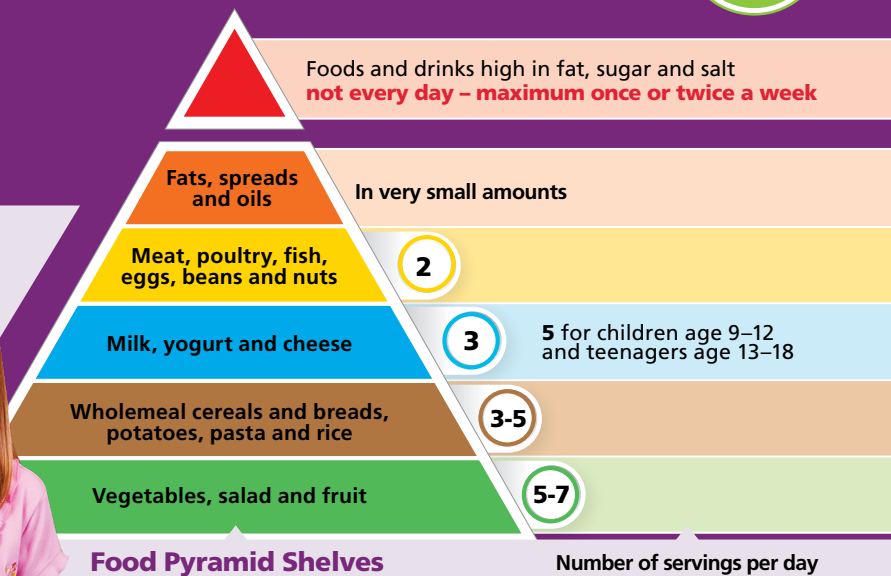 Foods and drinks high in fat, sugar and salt
not every day – maximum once or twice a week
Fats, spreads
and oils
In very small amounts
Meat, poultry, fish,
eggs, beans and nuts
2
Milk, yogurt and cheese
3
5 for children age 9–12
and teenagers age 13–18
Wholemeal cereals and breads,
potatoes, pasta and rice
3-5
Vegetables, salad and fruit
5-7
Food Pyramid Shelves
Number of servings per day